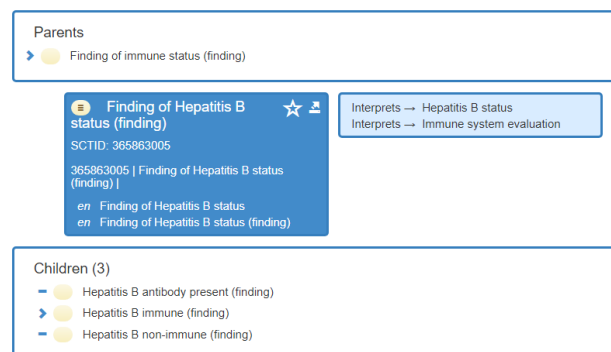 Parents
Finding of immune status (finding)
Finding of Hepatitis B
status (finding)
SCTID: 365863005
365863005 | Finding of Hepatitis B status
(finding) |
en Finding of Hepatitis B status
en Finding of Hepatitis B status (finding)
Interprets → Hepatitis B status
Interprets → Immune system evaluation
Children (3)
Hepatitis B antibody present (finding)
Hepatitis B immune (finding)
Hepatitis B non-immune (finding)